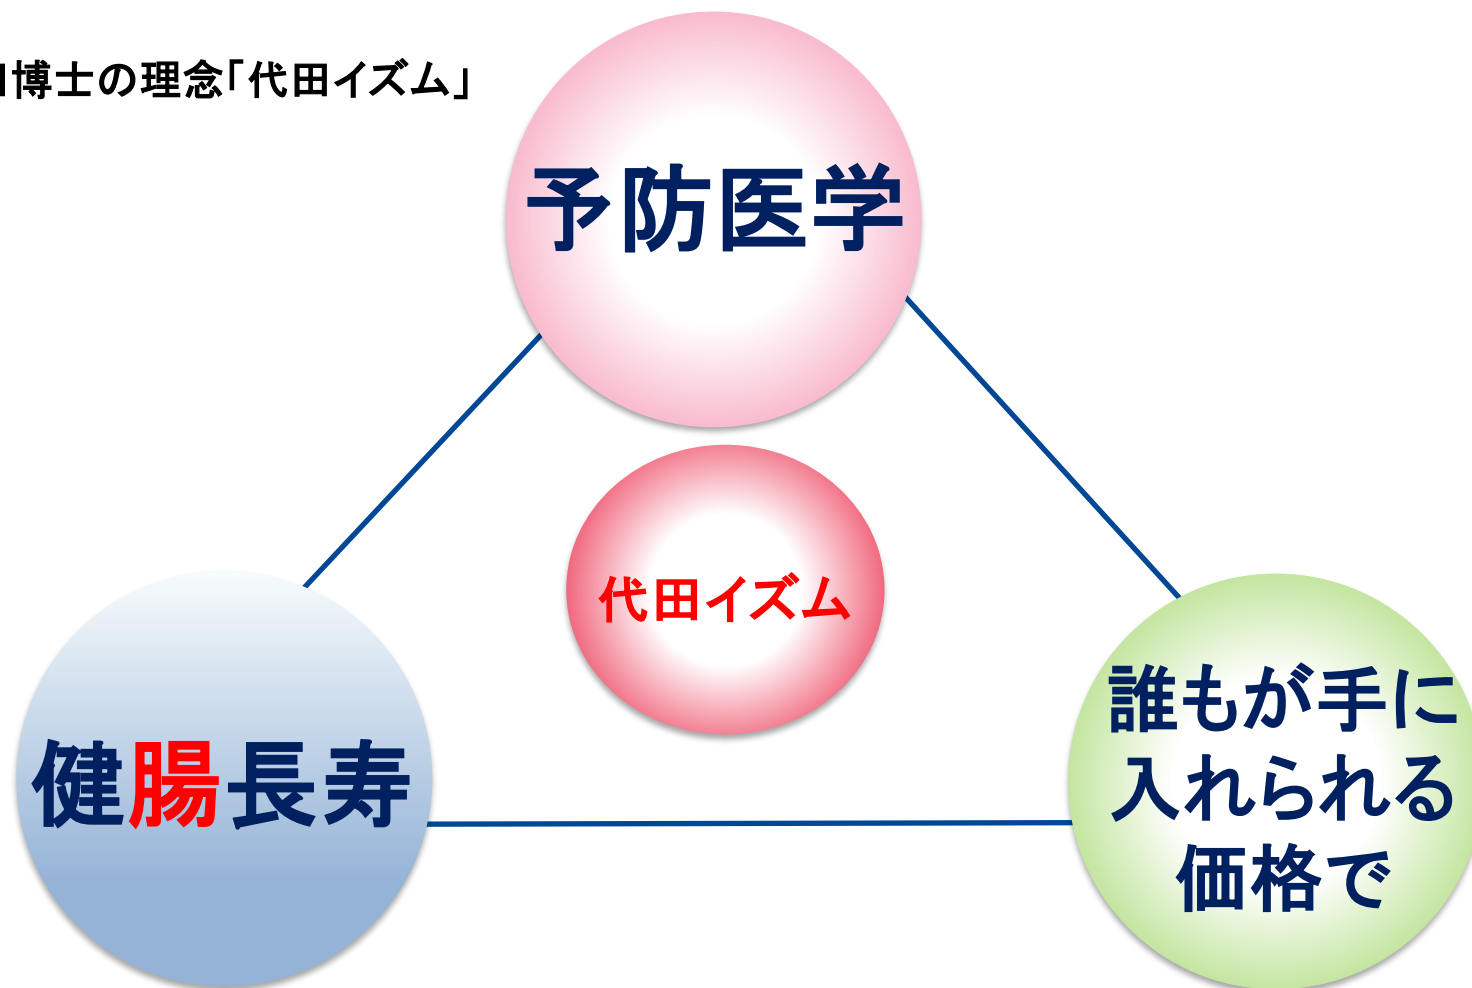 博士の理念「代田イズム」
予防医学
代田イズム
健腸長寿
誰もが手に
入れられる
価格で